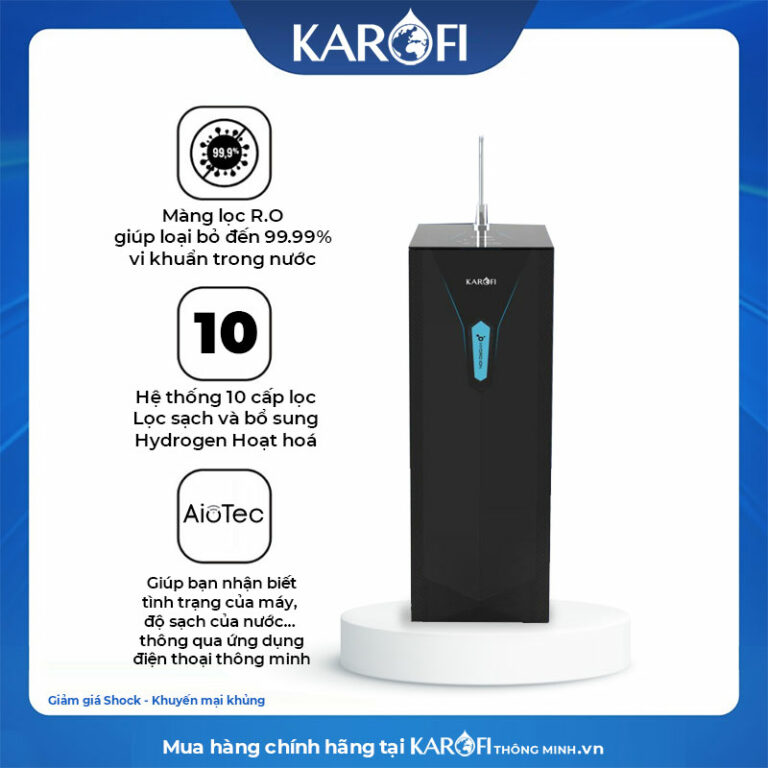 KAROFI
99,9%
Màng lọc R.O
giúp loại bỏ đến 99.99%
vi khuẩn trong nước
10
Hệ thống 10 cấp lọc
Lọc sạch và bổ sung
Hydrogen Hoạt hoá
AioTec
Giúp bạn nhận biết
tình trạng của máy,
độ sạch của nước...
thông qua ứng dụng
điện thoại thông minh
KAROFI
HYDROGEN
Giảm giá Shock - Khuyến mại khủng
Mua hàng chính hãng tại KAROFI THÔNG MINH.vn